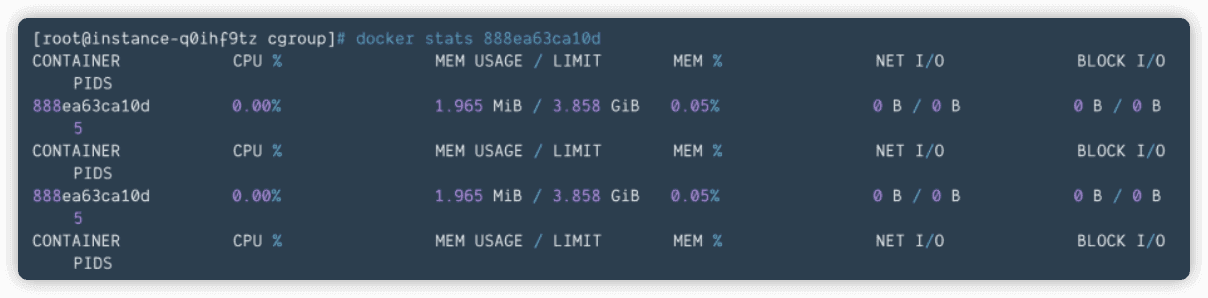 [root@instance-q0ihf9tz cgroup]# docker stats 888ea63ca10d
CONTAINER CPU % MEM USAGE / LIMIT MEM % NET I/O BLOCK I/O
PIDS
888ea63ca10d 0.00% 1.965 MiB / 3.858 GiB 0.05% 0 B / 0 B 0 B / 0 B
5
CONTAINER CPU % MEM USAGE / LIMIT MEM % NET I/O BLOCK I/O
PIDS
888ea63ca10d 0.00% 1.965 MiB / 3.858 GiB 0.05% 0 B / 0 B 0 B / 0 B
5
CONTAINER CPU % MEM USAGE / LIMIT MEM % NET I/O BLOCK I/O
PIDS